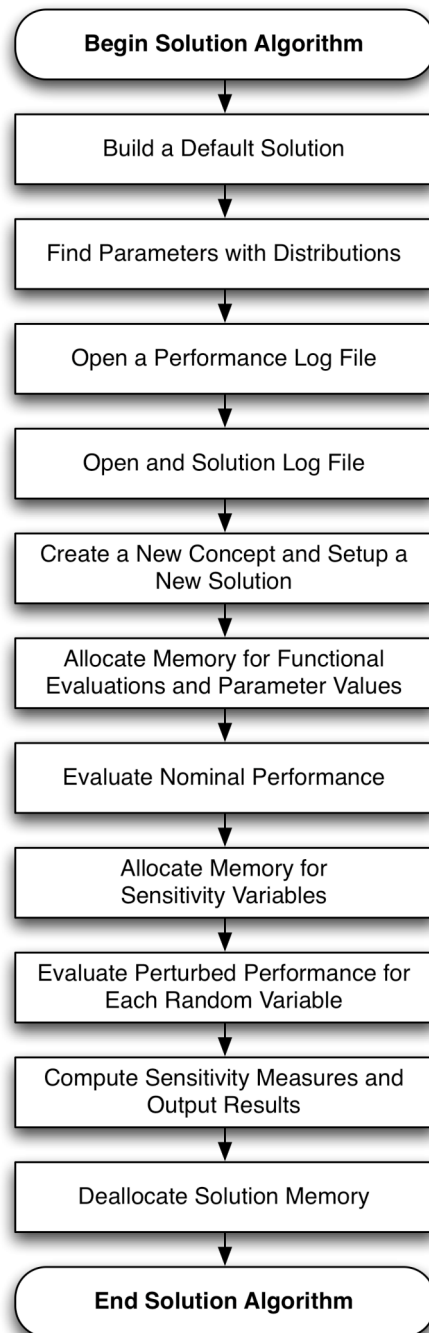 Begin Solution Algorithm
Build a Default Solution
Find Parameters with Distributions
Open a Performance Log File
Open and Solution Log File
Create a New Concept and Setup a
New Solution
Allocate Memory for Functional
Evaluations and Parameter Values
Evaluate Nominal Performance
Allocate Memory for
Sensitivity Variables
Evaluate Perturbed Performance for
Each Random Variable
Compute Sensitivity Measures and
Output Results
Deallocate Solution Memory
End Solution Algorithm